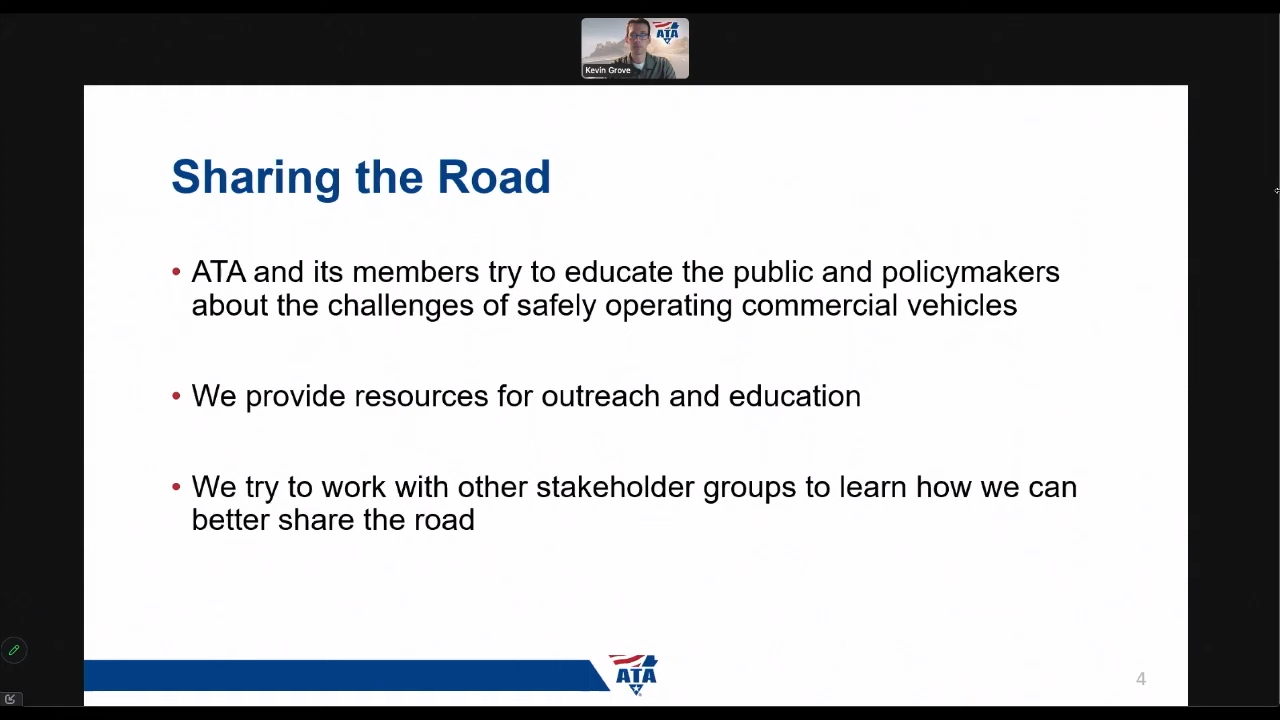 ATA
Kevin Grove
Sharing the Road
• ATA and its members try to educate the public and policymakers
about the challenges of safely operating commercial vehicles
• We provide resources for outreach and education
• We try to work with other stakeholder groups to learn how we can
better share the road
ATA
4